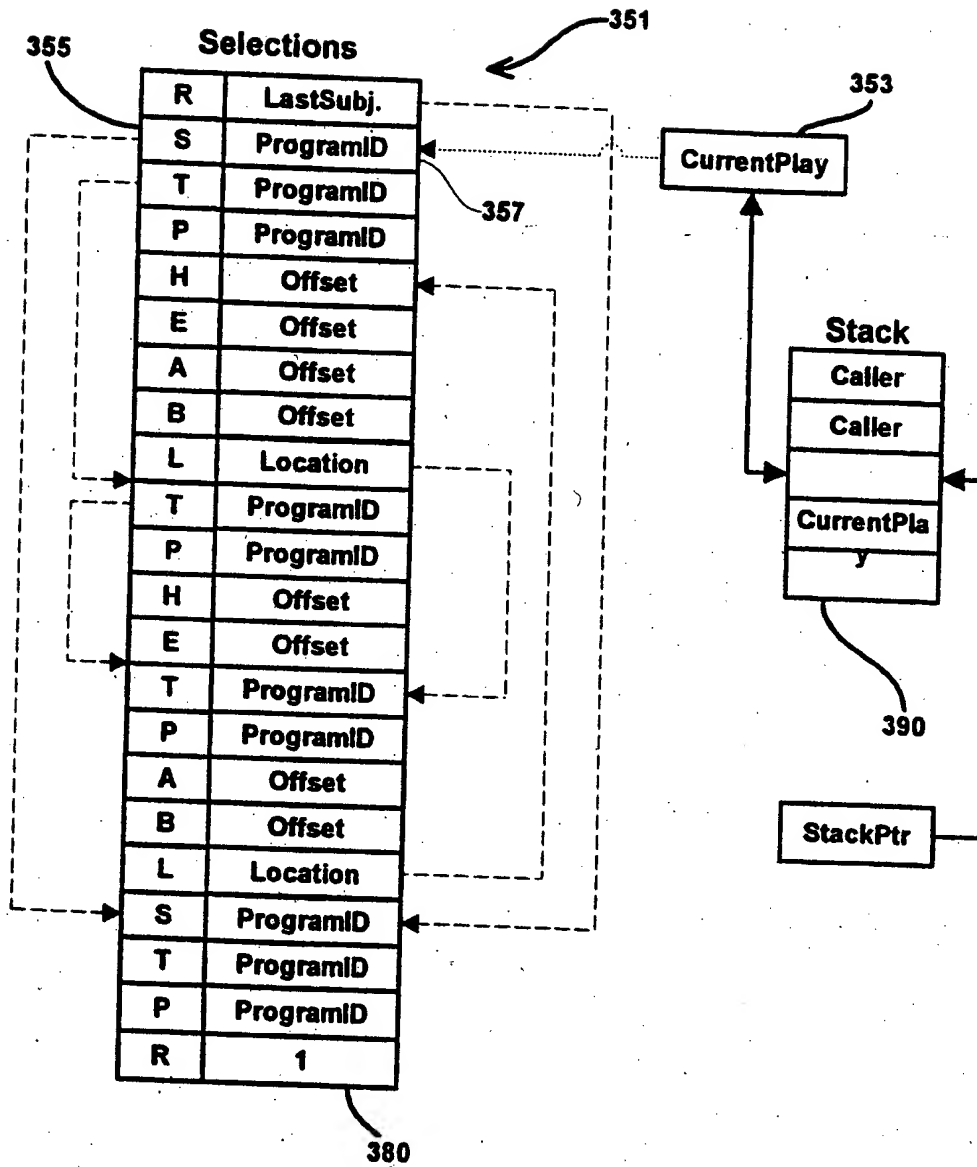 351
355
Selections
R LastSubj.
S ProgramID
T ProgramID
P ProgramID
H Offset
E Offset
A Offset
B Offset
L Location
T ProgramID
P ProgramID
H Offset
E Offset
T ProgramID
P ProgramID
A Offset
B Offset
L Location
S ProgramID
T ProgramID
P ProgramID
R 1
380
357
353
CurrentPlay
Stack
Caller
Caller
CurrentPla
y
390
StackPtr